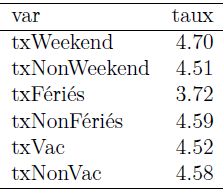 var taux
txWeekend 4.70
txNonWeekend 4.51
txFériés 3.72
txNonFériés 4.59
txVac 4.52
txNonVac 4.58